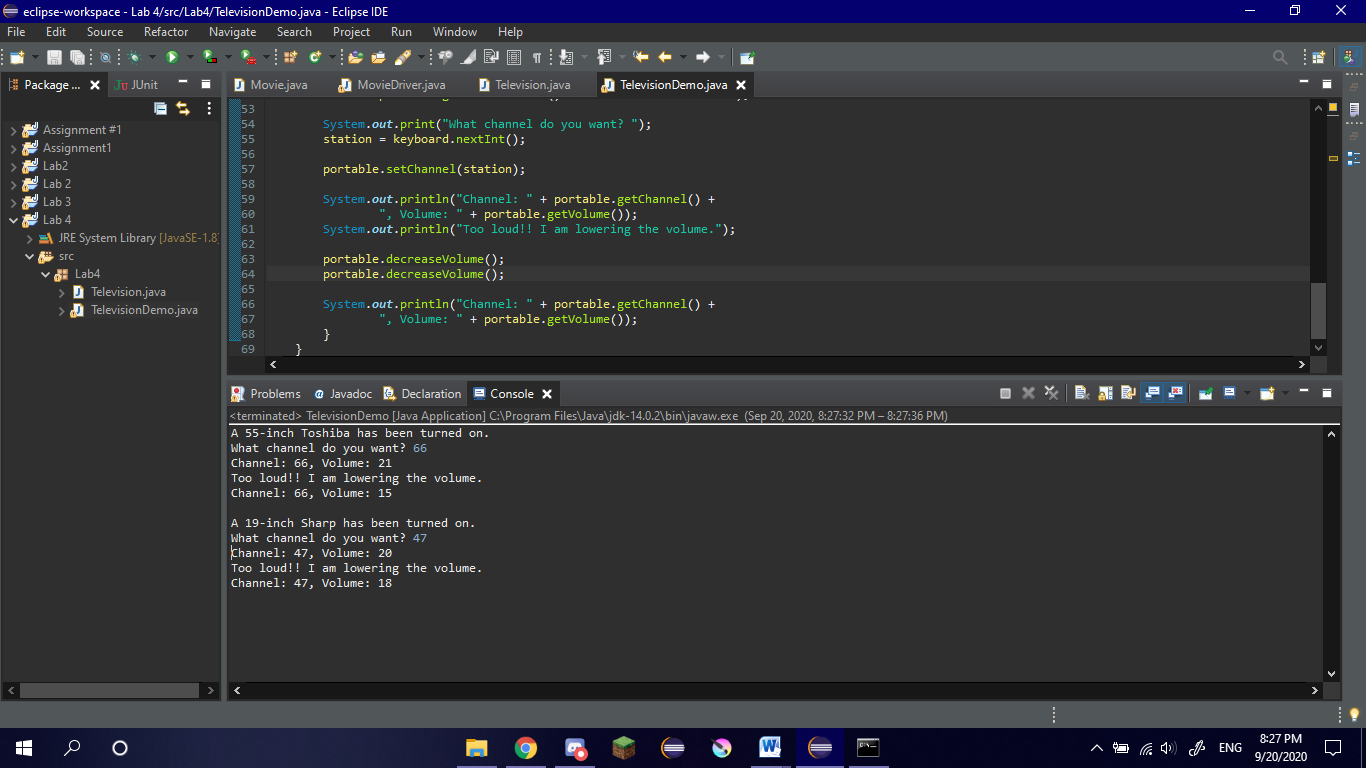 eclipse-workspace - Lab 4/src/Lab4/TelevisionDemo.java - Eclipse IDE
File Edit Source Refactor Navigate Search Project Run Window Help
Package ... JUnit
Movie.java MovieDriver.java Television.java TelevisionDemo.java
Assignment #1
Assignment1
Lab2
Lab 2
Lab 3
Lab 4
JRE System Library [JavaSE-1.8]
src
Lab4
Television.java
TelevisionDemo.java
53
54 System.out.print("What channel do you want? ");
55 station = keyboard.nextInt();
56
57 portable.setChannel(station);
58
59 System.out.println("Channel: " + portable.getChannel() +
60 ", Volume: " + portable.getVolume());
61 System.out.println("Too loud!! I am lowering the volume.");
62
63 portable.decreaseVolume();
64 portable.decreaseVolume();
65
66 System.out.println("Channel: " + portable.getChannel() +
67 ", Volume: " + portable.getVolume());
68 }
69 }
Problems @ Javadoc Declaration Console
<terminated> TelevisionDemo [Java Application] C:\Program Files\Java\jdk-14.0.2\bin\javaw.exe (Sep 20, 2020, 8:27:32 PM – 8:27:36 PM)
A 55-inch Toshiba has been turned on.
What channel do you want? 66
Channel: 66, Volume: 21
Too loud!! I am lowering the volume.
Channel: 66, Volume: 15
A 19-inch Sharp has been turned on.
What channel do you want? 47
Channel: 47, Volume: 20
Too loud!! I am lowering the volume.
Channel: 47, Volume: 18
ENG
8:27 PM
9/20/2020